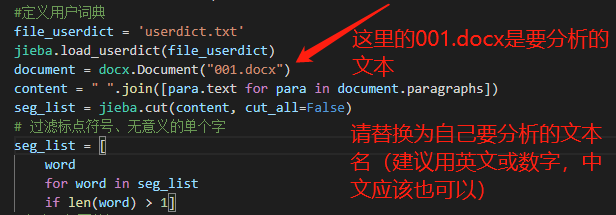 #定义用户词典
file_userdict = 'userdict.txt'
jieba.load_userdict(file_userdict)
document = docx.Document("001.docx")
content = " ".join([para.text for para in document.paragraphs])
seg_list = jieba.cut(content, cut_all=False)
# 过滤标点符号、无意义的单个字
seg_list = [
word
for word in seg_list
if len(word) > 1]
这里的001.docx是要分析的
文本
请替换为自己要分析的文本
名（建议用英文或数字，中
文应该也可以）